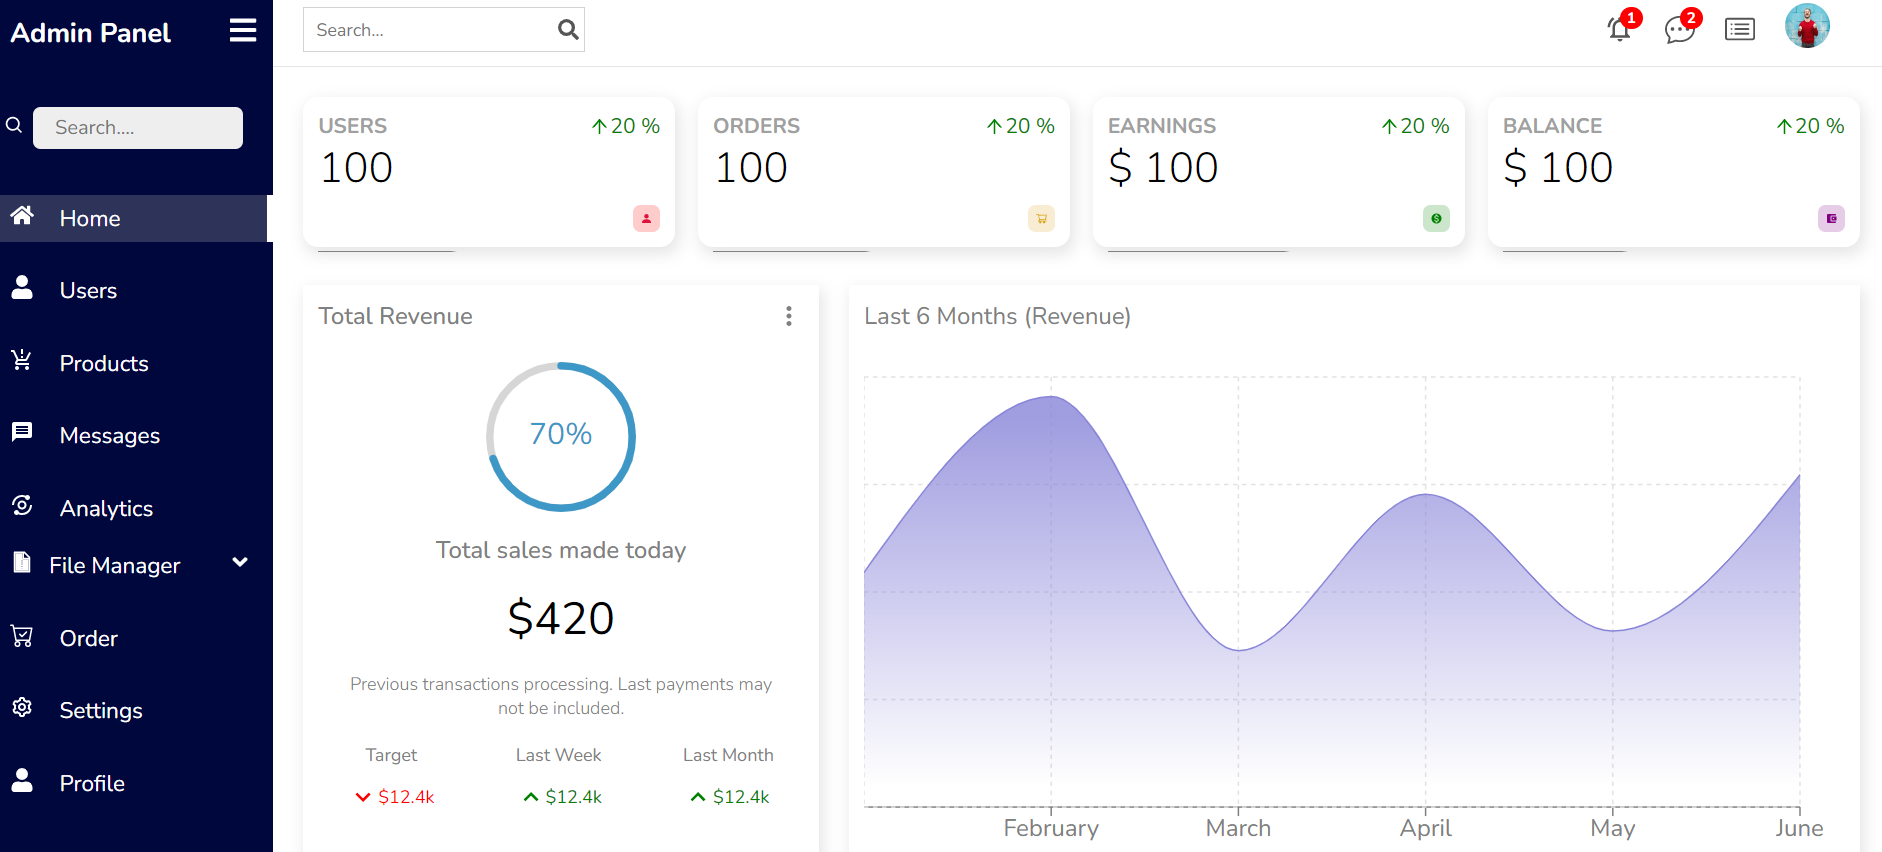 Admin Panel
Search....
Home
Users
Products
Messages
Analytics
File Manager
Order
Settings
Profile
Search...
1
2
USERS
20 %
100
ORDERS
20 %
100
EARNINGS
20 %
$ 100
BALANCE
20 %
$ 100
Total Revenue
70%
Total sales made today
$420
Previous transactions processing. Last payments may
not be included.
Target
Last Week
Last Month
$12.4k
$12.4k
$12.4k
Last 6 Months (Revenue)
February
March
April
May
June